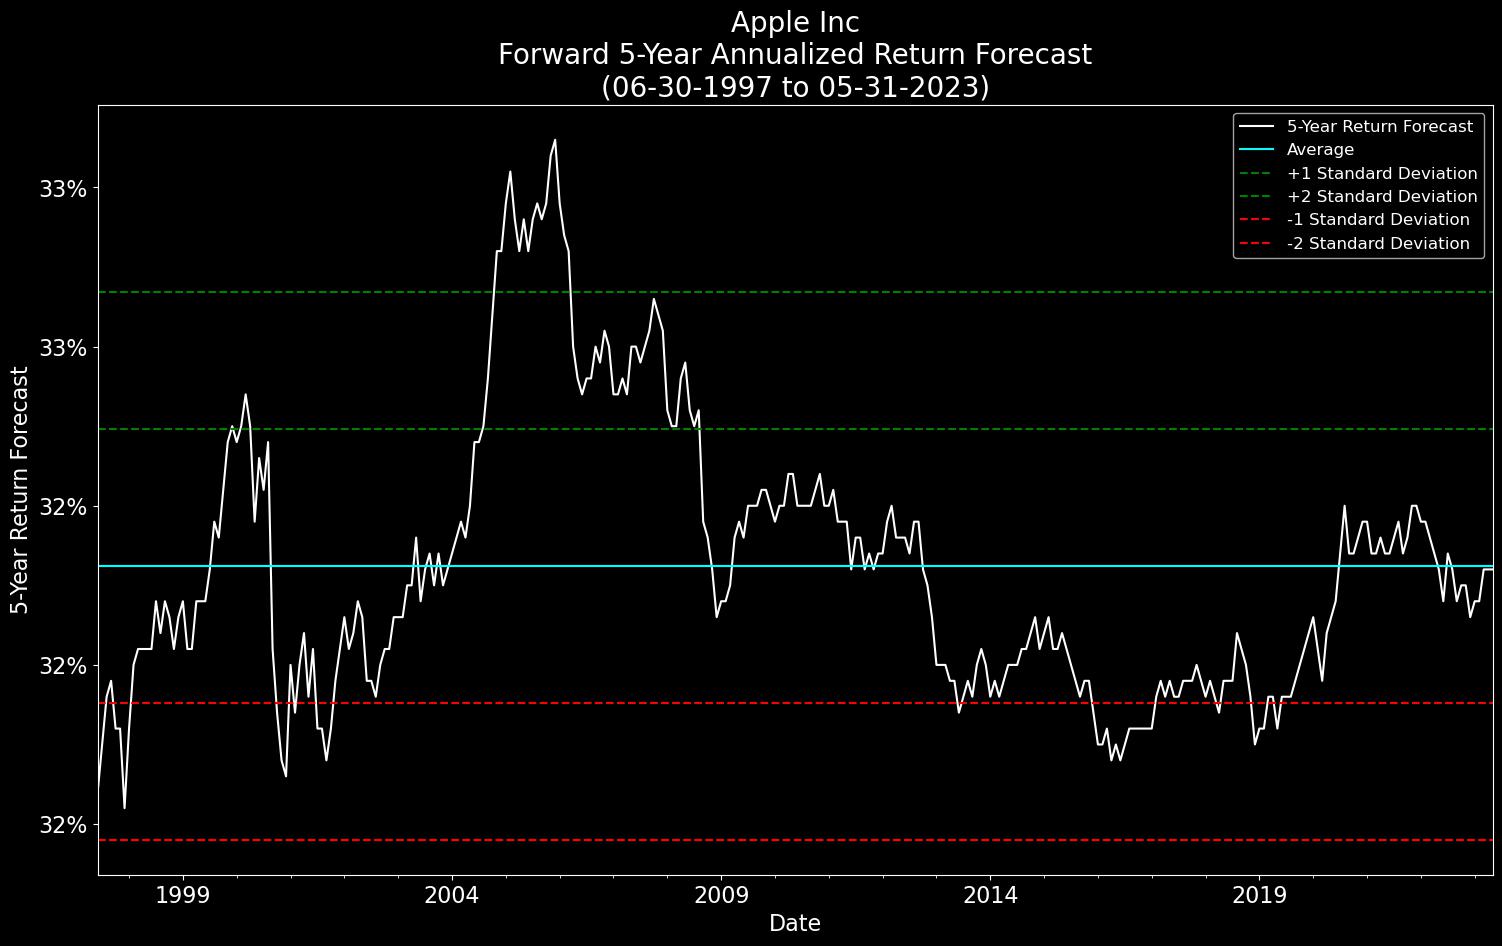 Apple Inc
Forward 5-Year Annualized Return Forecast
(06-30-1997 to 05-31-2023)
5-Year Return Forecast
Average
+1 Standard Deviation
+2 Standard Deviation
-1 Standard Deviation
-2 Standard Deviation
5-Year Return Forecast
33%
33%
32%
32%
32%
1999 2004 2009 2014 2019
Date